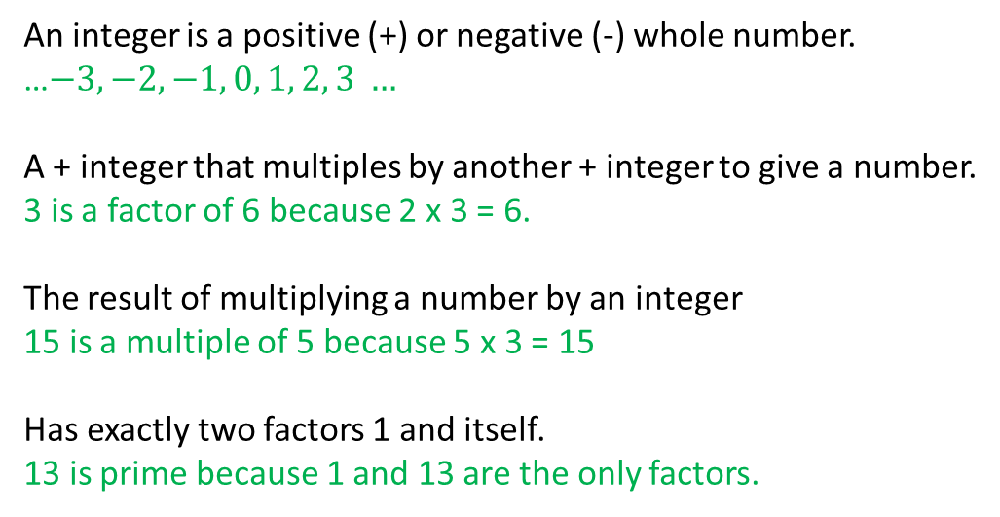 An integer is a positive (+) or negative (-) whole number.
...−3, −2, −1, 0, 1, 2, 3 ...
A + integer that multiples by another + integer to give a number.
3 is a factor of 6 because 2 x 3 = 6.
The result of multiplying a number by an integer
15 is a multiple of 5 because 5 x 3 = 15
Has exactly two factors 1 and itself.
13 is prime because 1 and 13 are the only factors.